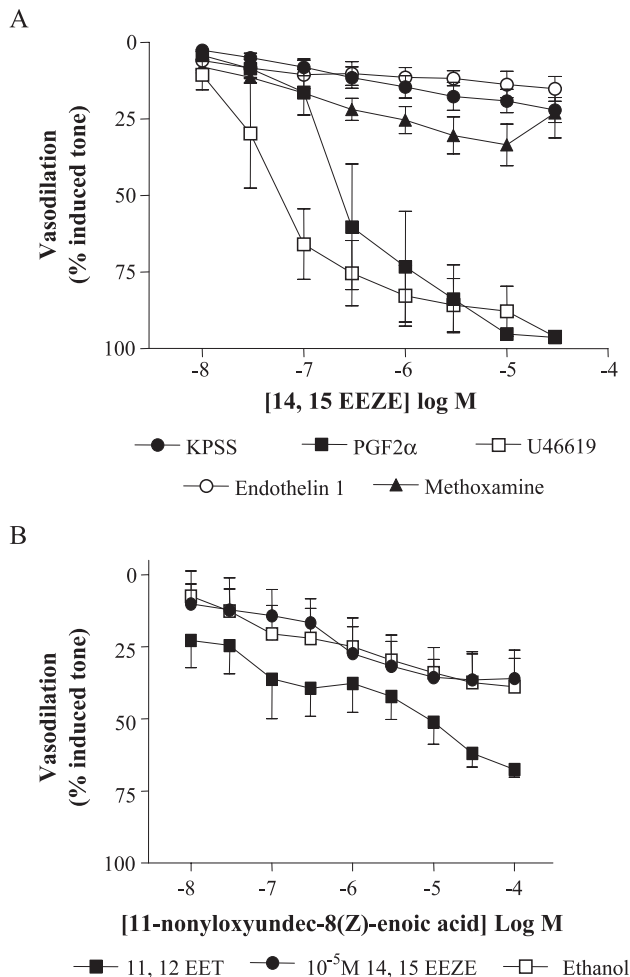 A
0
25
50
75
100
Vasodilation
(% induced tone)
-8 -7 -6 -5 -4
[14, 15 EEZE] log M
KPSS PGF2α U46619
Endothelin 1 Methoxamine
B
0
25
50
75
100
Vasodilation
(% induced tone)
-8 -7 -6 -5 -4
[11-nonyloxyundec-8(Z)-enoic acid] Log M
11, 12 EET 10⁻⁵M 14, 15 EEZE Ethanol